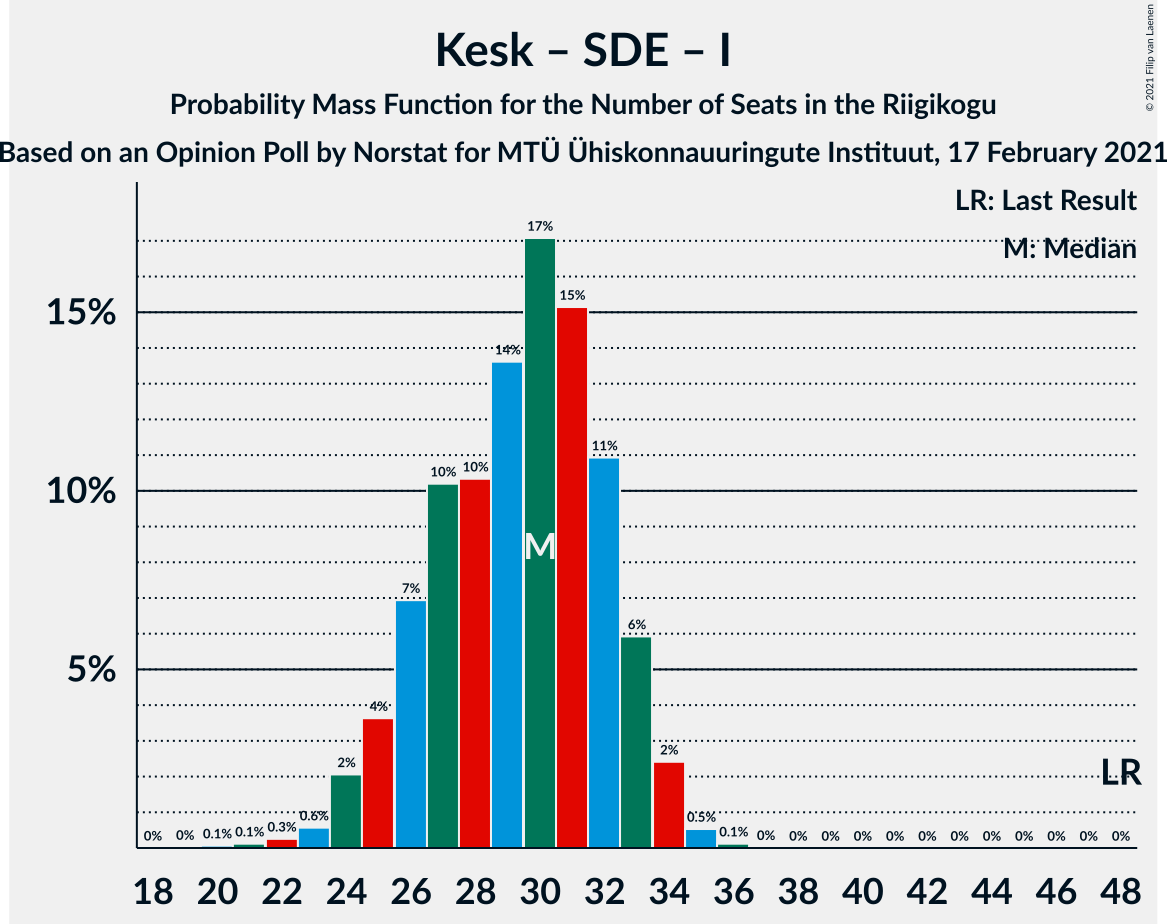 Kesk – SDE – I
Probability Mass Function for the Number of Seats in the Riigikogu
Based on an Opinion Poll by Norstat for MTÜ Ühiskonnauuringute Instituut, 17 February 2021
© 2021 Filip van Laenen
LR: Last Result
M: Median
17%
15%
15%
14%
11%
10%
10%
10%
M
7%
6%
5%
4%
2%
2%
LR
0% 0% 0.1% 0.1% 0.3% 0.6% 0.5% 0.1% 0% 0% 0% 0% 0% 0% 0% 0% 0% 0% 0% 0%
18 20 22 24 26 28 30 32 34 36 38 40 42 44 46 48